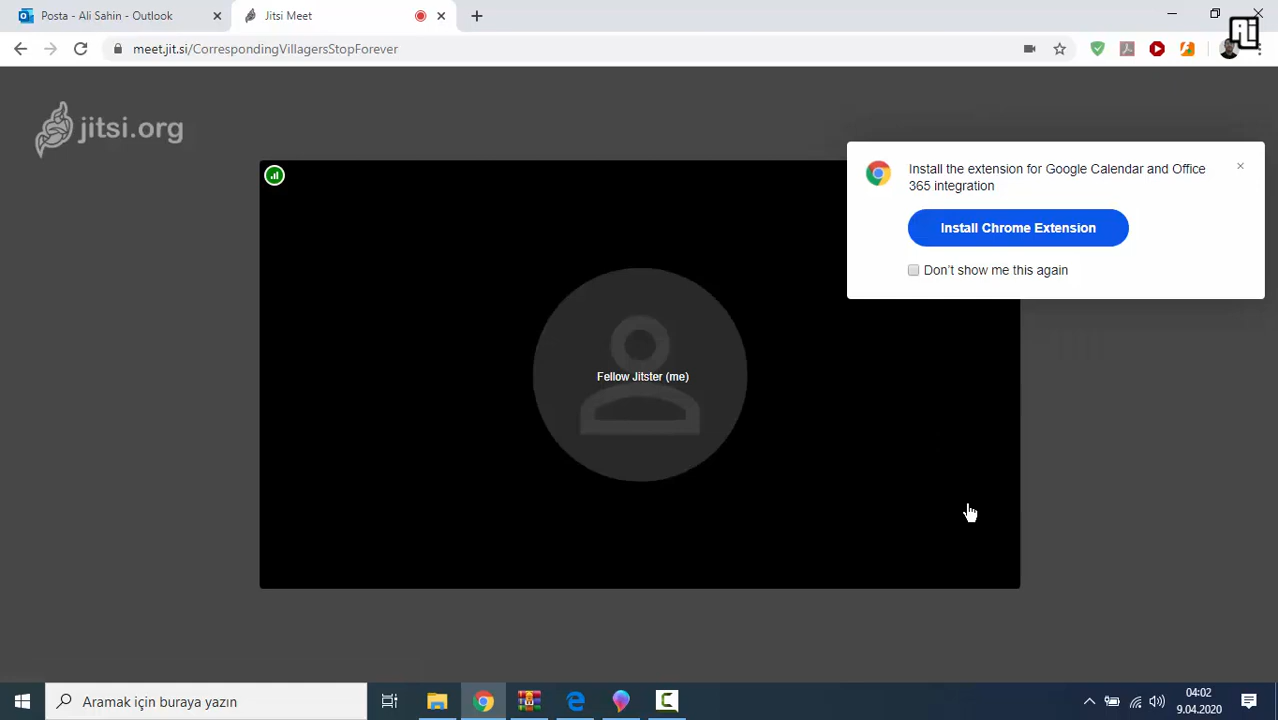 Posta - Ali Sahin - Outlook
Jitsi Meet
meet.jit.si/CorrespondingVillagersStopForever
jitsi.org
Install the extension for Google Calendar and Office
365 integration
Install Chrome Extension
Don't show me this again
Fellow Jitster (me)
Aramak için buraya yazın
04:02
9.04.2020